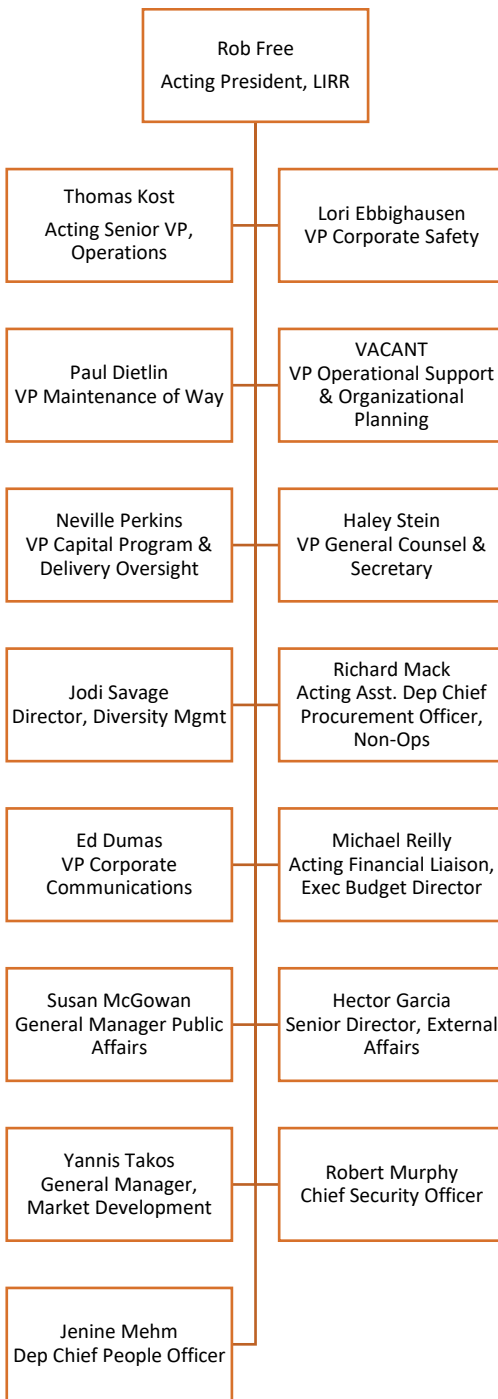 Rob Free
Acting President, LIRR
Thomas Kost
Acting Senior VP,
Operations
Lori Ebbighausen
VP Corporate Safety
Paul Dietlin
VP Maintenance of Way
VACANT
VP Operational Support
& Organizational
Planning
Neville Perkins
VP Capital Program &
Delivery Oversight
Haley Stein
VP General Counsel &
Secretary
Jodi Savage
Director, Diversity Mgmt
Richard Mack
Acting Asst. Dep Chief
Procurement Officer,
Non-Ops
Ed Dumas
VP Corporate
Communications
Michael Reilly
Acting Financial Liaison,
Exec Budget Director
Susan McGowan
General Manager Public
Affairs
Hector Garcia
Senior Director, External
Affairs
Yannis Takos
General Manager,
Market Development
Robert Murphy
Chief Security Officer
Jenine Mehm
Dep Chief People Officer